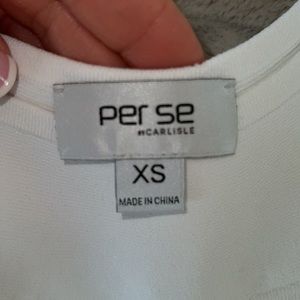 per se
BY CARLISLE
XS
MADE IN CHINA